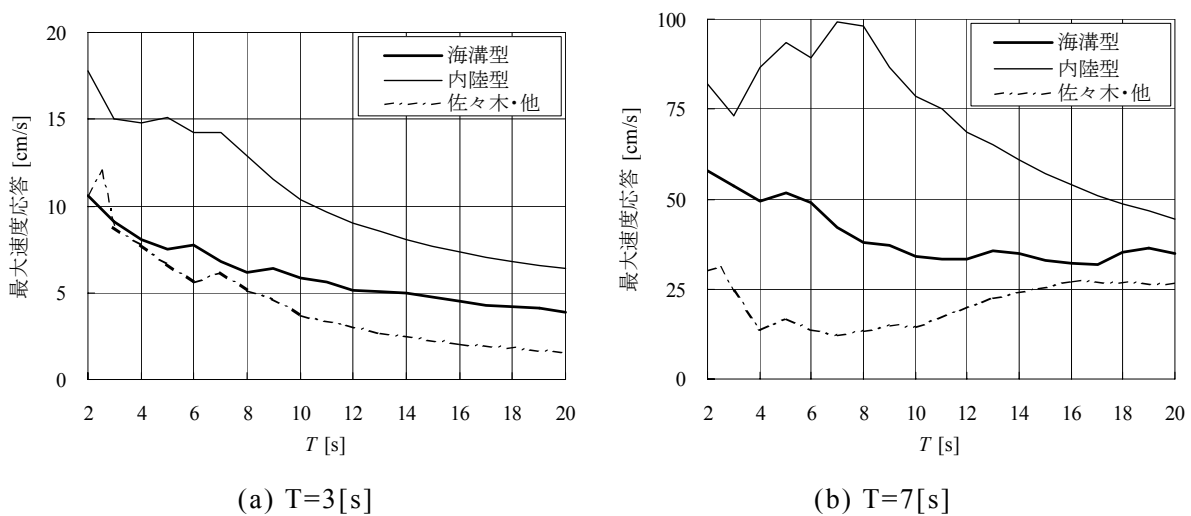 20
15
10
5
0
最大速度応答 [cm/s]
海溝型
内陸型
佐々木・他
2 4 6 8 10 12 14 16 18 20
T [s]
(a) T=3[s]
100
75
50
25
0
最大速度応答 [cm/s]
海溝型
内陸型
佐々木・他
2 4 6 8 10 12 14 16 18 20
T [s]
(b) T=7[s]